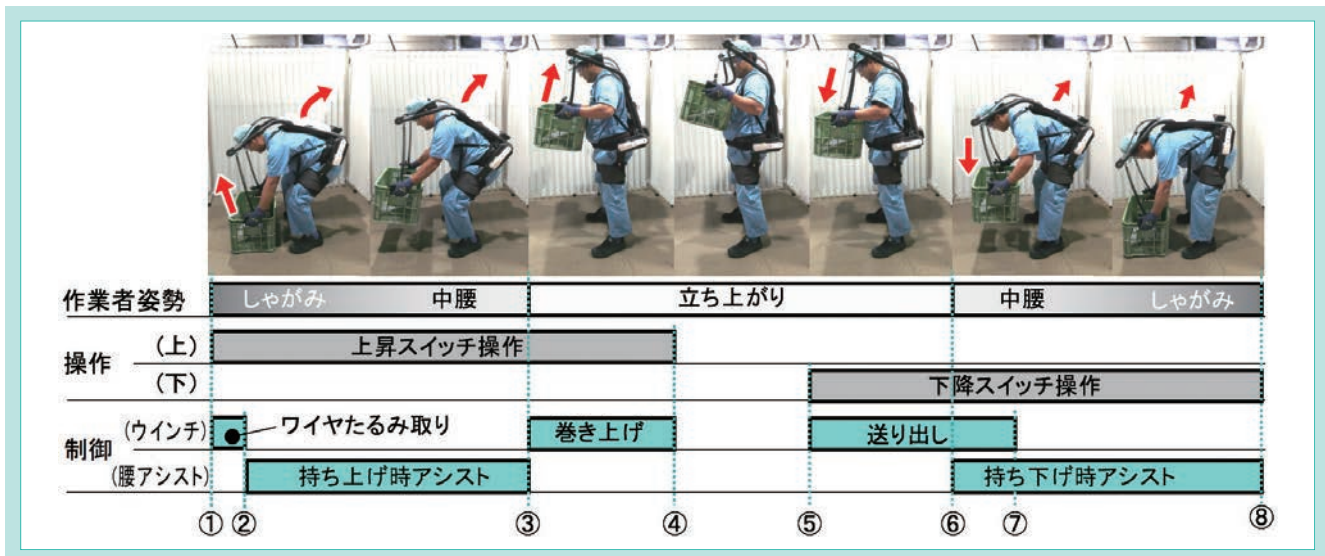 作業者姿勢 しゃがみ 中腰 立ち上がり 中腰 しゃがみ
操作 (上) 上昇スイッチ操作
(下) 下降スイッチ操作
制御 (ウインチ) ワイヤたるみ取り 巻き上げ 送り出し
(腰アシスト) 持ち上げ時アシスト 持ち下げ時アシスト
① ② ③ ④ ⑤ ⑥ ⑦ ⑧